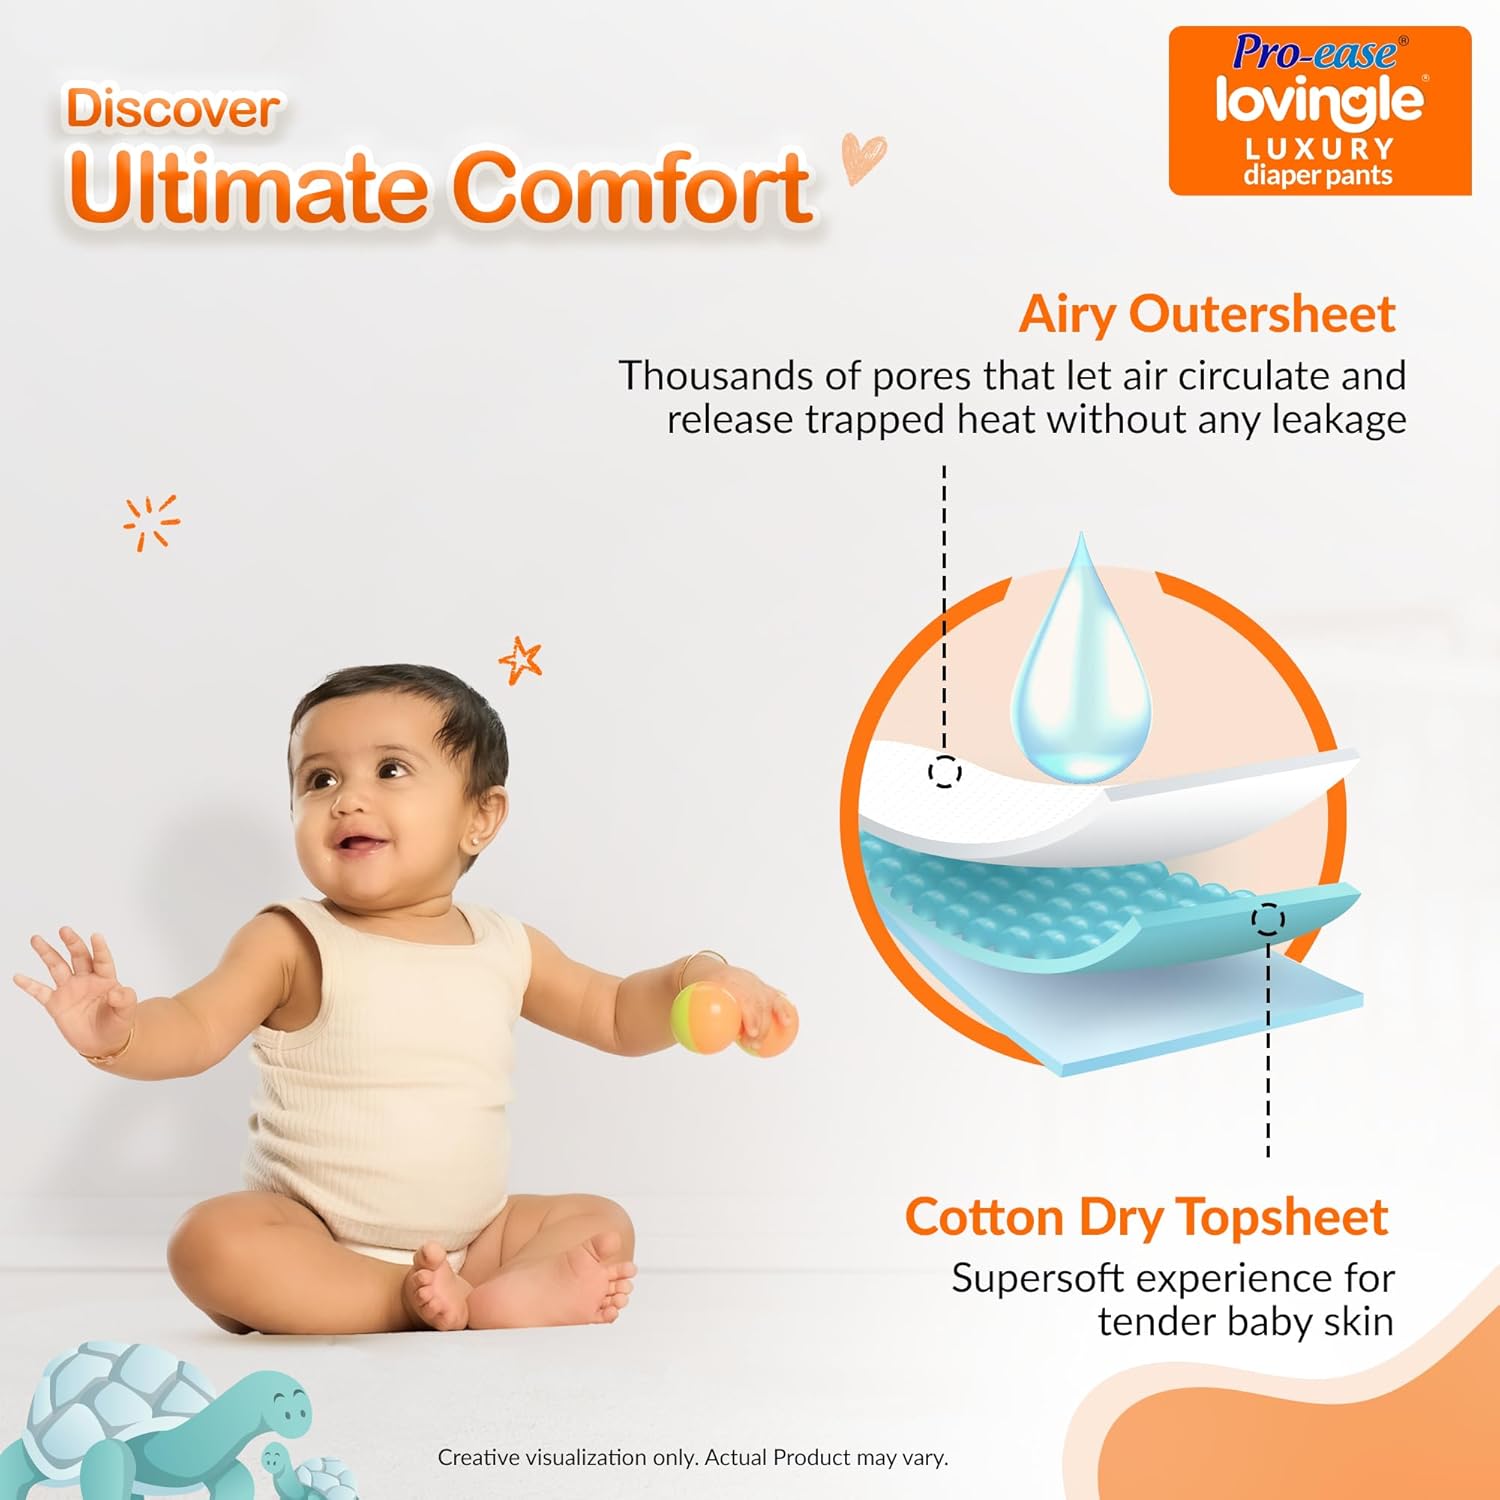 Discover
Ultimate Comfort
Pro-ease®
lovingle®
LUXURY
diaper pants
Airy Outersheet
Thousands of pores that let air circulate and
release trapped heat without any leakage
Cotton Dry Topsheet
Supersoft experience for
tender baby skin
Creative visualization only. Actual Product may vary.